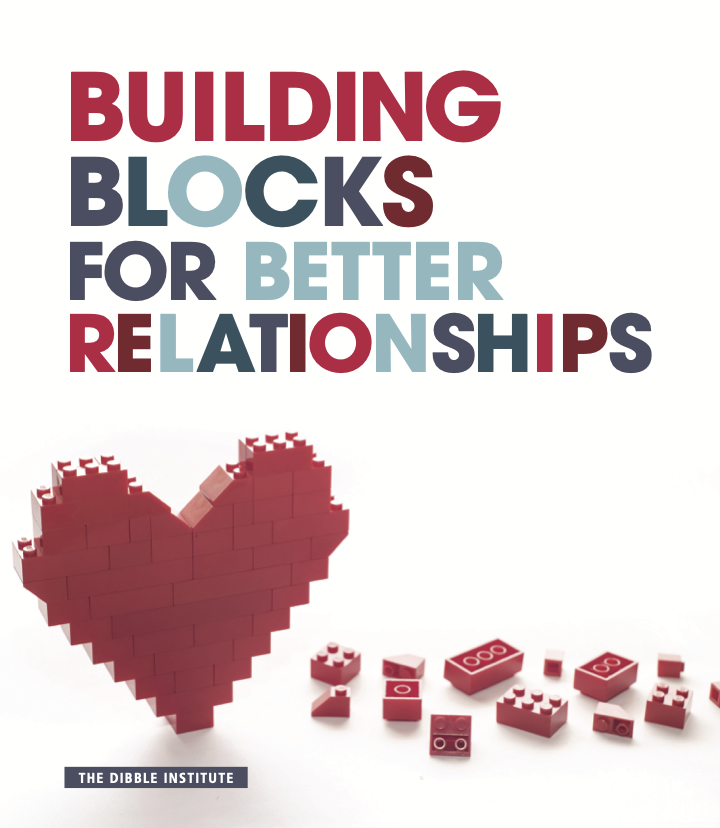 BUILDING
BLOCKS
FOR BETTER
RELATIONSHIPS
THE DIBBLE INSTITUTE